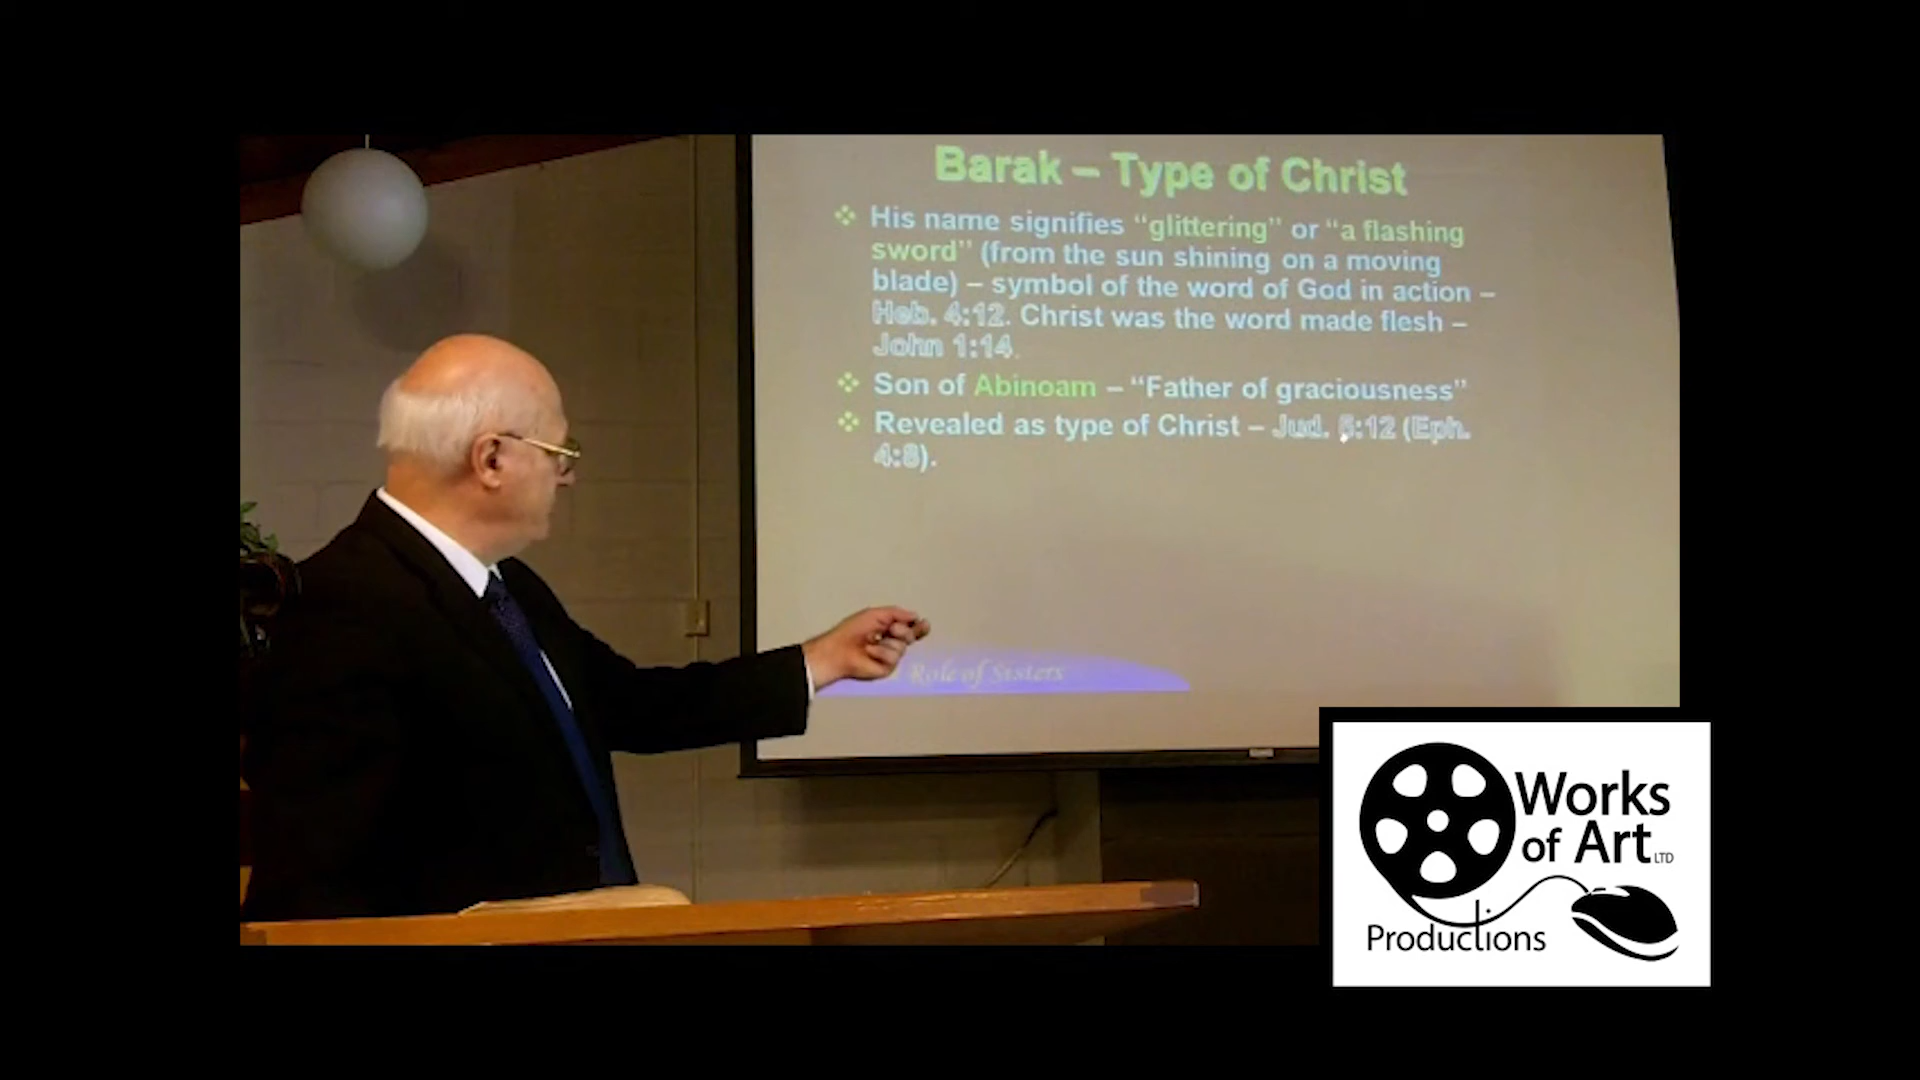 Barak – Type of Christ
❖ His name signifies “glittering” or “a flashing
sword” (from the sun shining on a moving
blade) – symbol of the word of God in action –
Heb. 4:12. Christ was the word made flesh –
John 1:14.
❖ Son of Abinoam – “Father of graciousness”
❖ Revealed as type of Christ – Jud. 5:12 (Eph.
4:8).
Role of Sisters
Works
of Art LTD
Productions